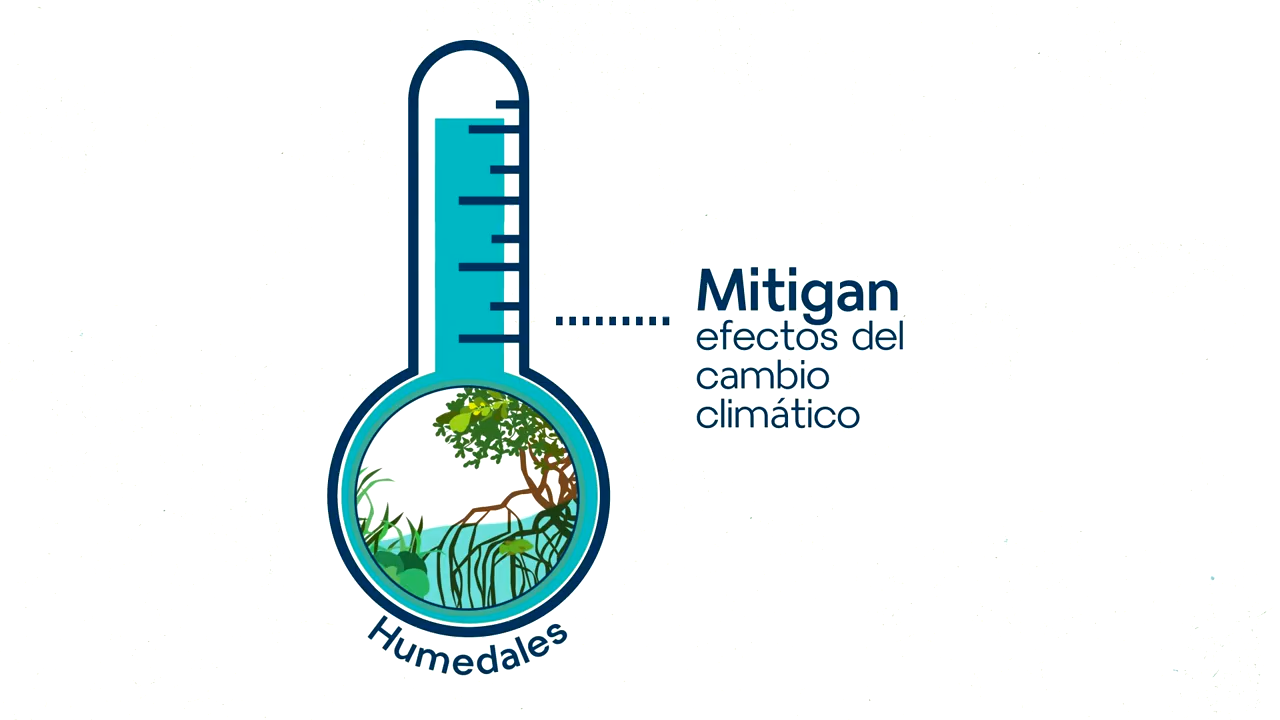 Mitigan
efectos del
cambio
climático
Humedales